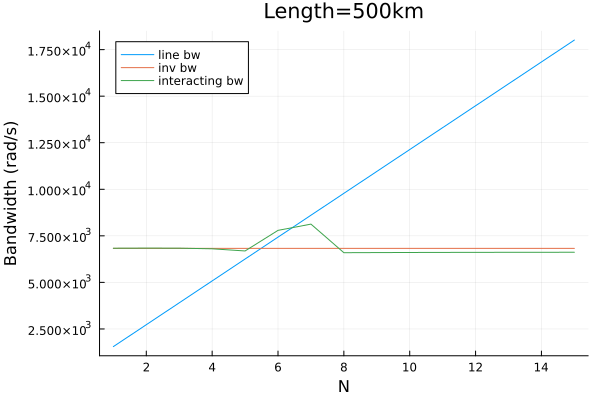 Length=500km
line bw
inv bw
interacting bw
Bandwidth (rad/s)
1.750×10⁴
1.500×10⁴
1.250×10⁴
1.000×10⁴
7.500×10³
5.000×10³
2.500×10³
2 4 6 8 10 12 14
N